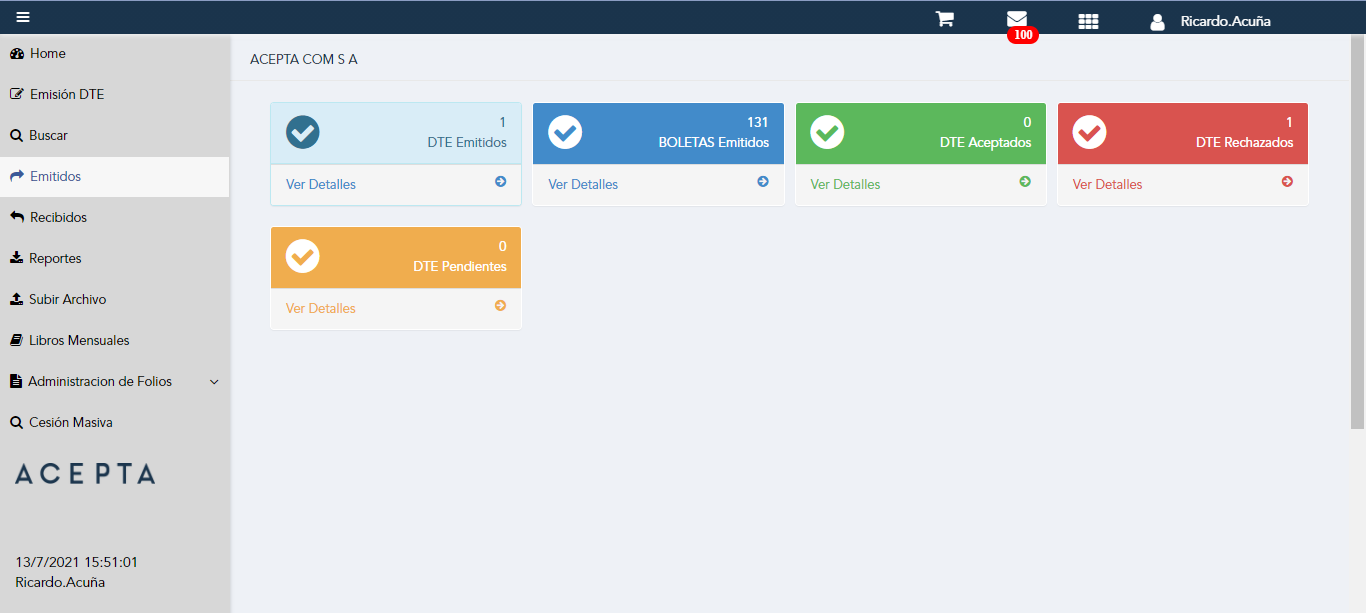 Ricardo.Acuña
100
Home
Emisión DTE
Buscar
Emitidos
Recibidos
Reportes
Subir Archivo
Libros Mensuales
Administracion de Folios
Cesión Masiva
ACEPTA
13/7/2021 15:51:01
Ricardo.Acuña
ACEPTA COM S A
1
DTE Emitidos
Ver Detalles
131
BOLETAS Emitidos
Ver Detalles
0
DTE Aceptados
Ver Detalles
1
DTE Rechazados
Ver Detalles
0
DTE Pendientes
Ver Detalles